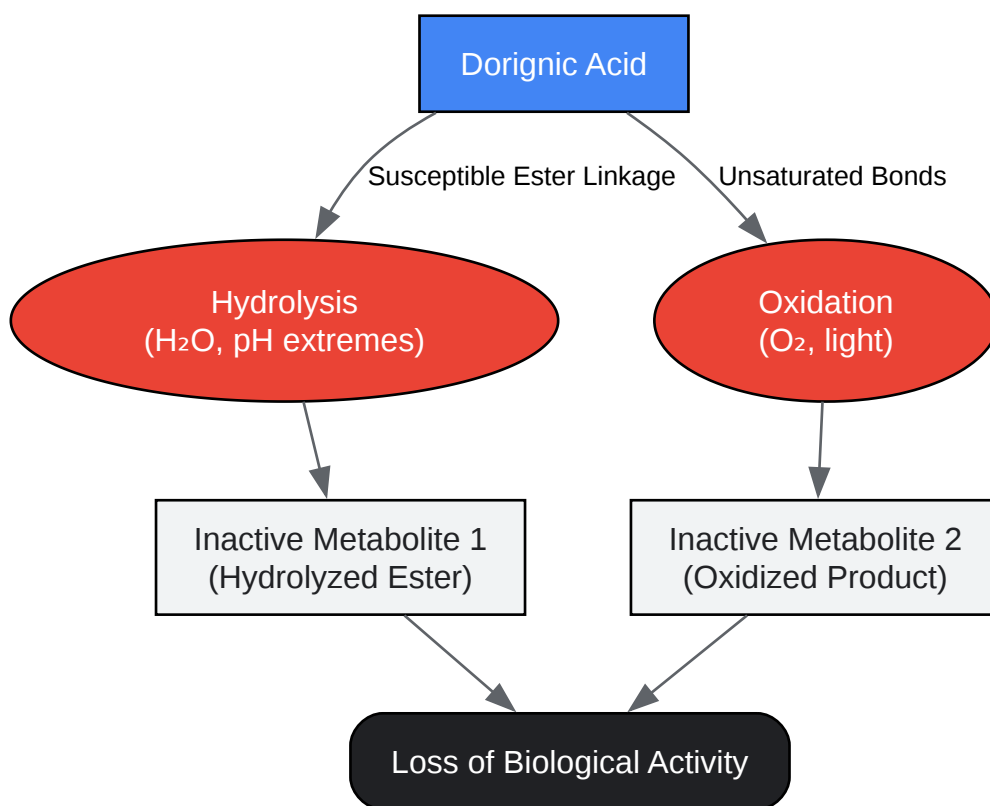 Dorignic Acid
Susceptible Ester Linkage
Unsaturated Bonds
Hydrolysis
(H₂O, pH extremes)
Oxidation
(O₂, light)
Inactive Metabolite 1
(Hydrolyzed Ester)
Inactive Metabolite 2
(Oxidized Product)
Loss of Biological Activity